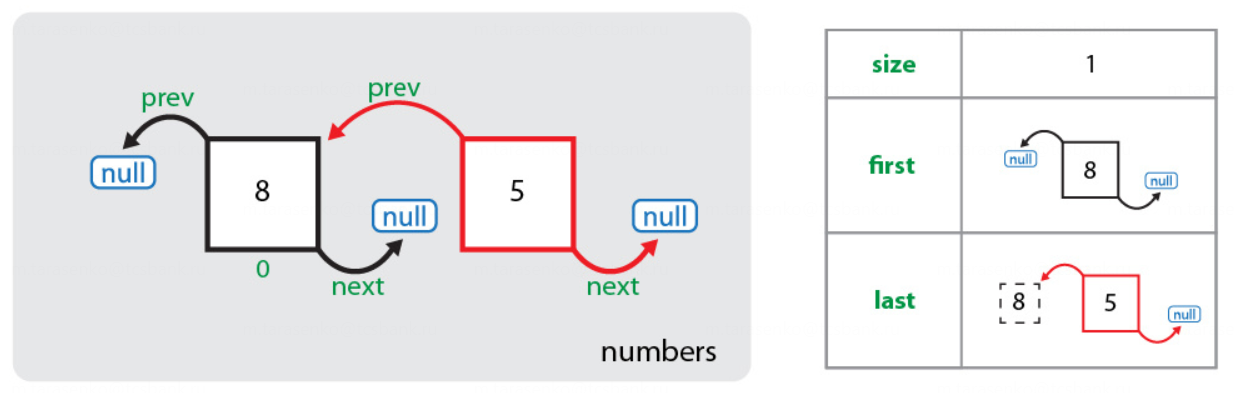 prev
prev
null
8
5
null
null
0
next
next
numbers
size
1
first
null
8
null
last
8
5
null